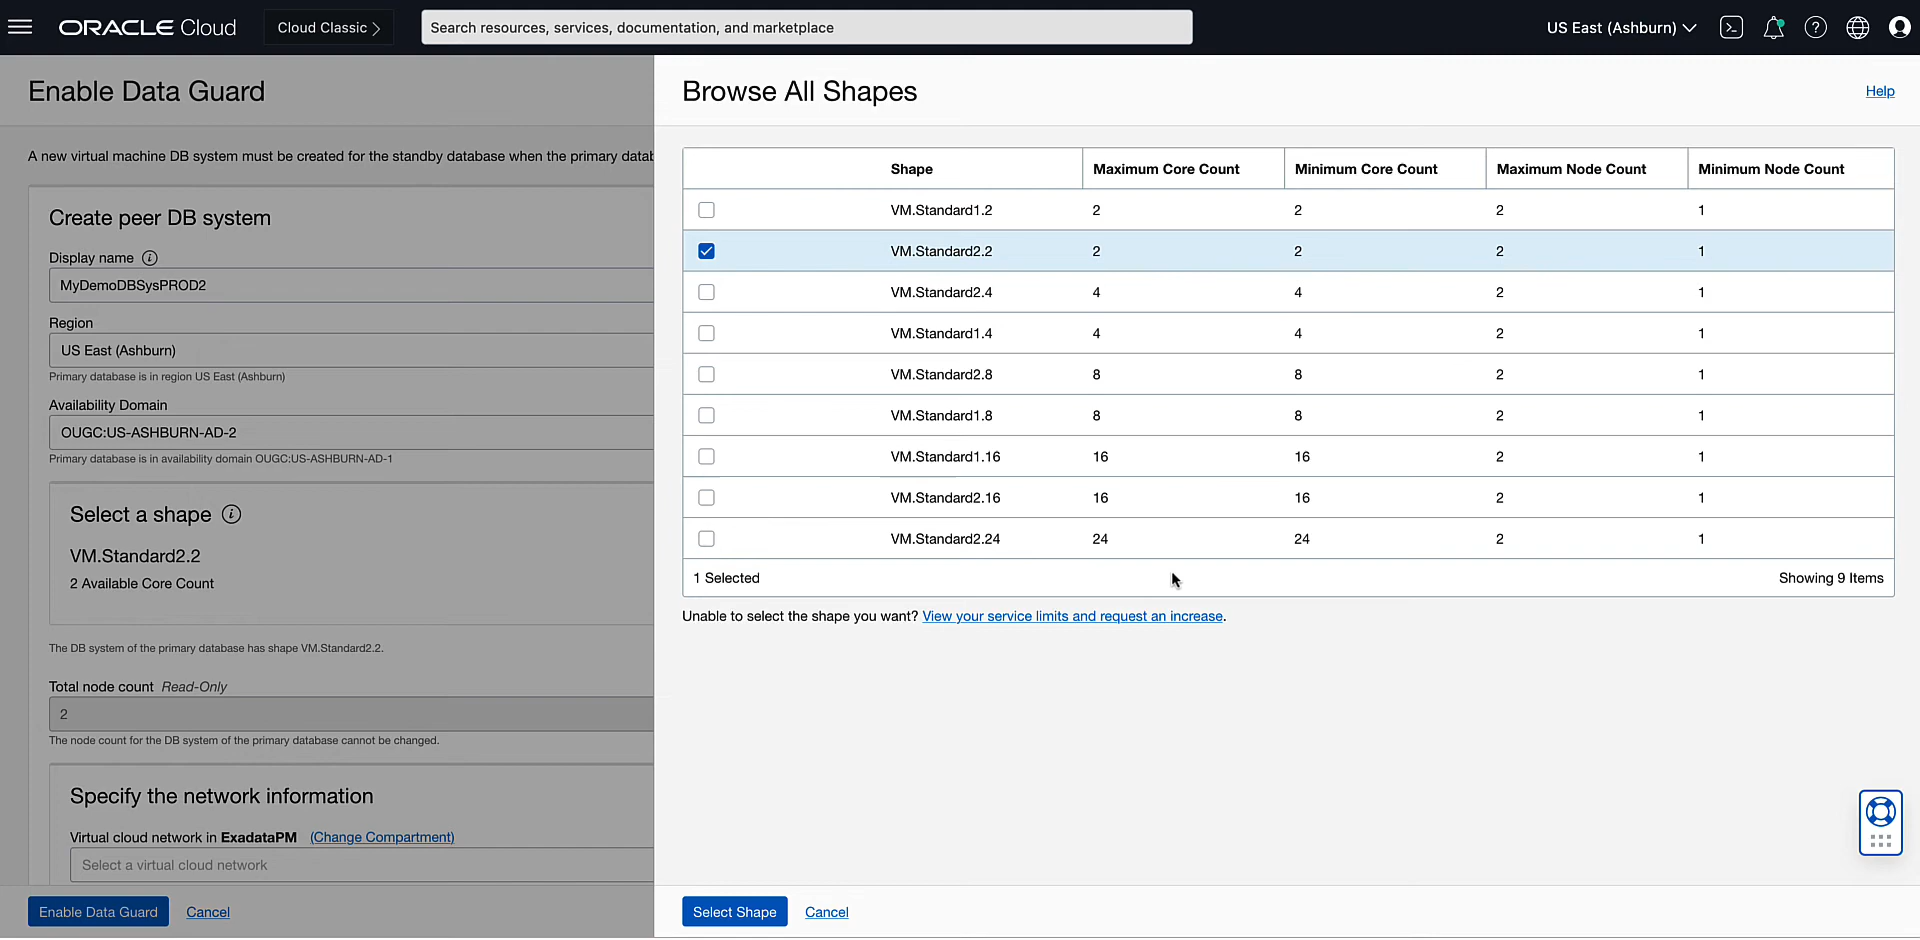 ORACLE Cloud
Cloud Classic
Search resources, services, documentation, and marketplace
US East (Ashburn)
Enable Data Guard
A new virtual machine DB system must be created for the standby database when the primary datab
Create peer DB system
Display name
MyDemoDBSysPROD2
Region
US East (Ashburn)
Primary database is in region US East (Ashburn)
Availability Domain
OUGC:US-ASHBURN-AD-2
Primary database is in availability domain OUGC:US-ASHBURN-AD-1
Select a shape
VM.Standard2.2
2 Available Core Count
The DB system of the primary database has shape VM.Standard2.2.
Total node count Read-Only
2
The node count for the DB system of the primary database cannot be changed.
Specify the network information
Virtual cloud network in ExadataPM (Change Compartment)
Select a virtual cloud network
Enable Data Guard Cancel
Browse All Shapes
Help
Shape Maximum Core Count Minimum Core Count Maximum Node Count Minimum Node Count
VM.Standard1.2 2 2 2 1
VM.Standard2.2 2 2 2 1
VM.Standard2.4 4 4 2 1
VM.Standard1.4 4 4 2 1
VM.Standard2.8 8 8 2 1
VM.Standard1.8 8 8 2 1
VM.Standard1.16 16 16 2 1
VM.Standard2.16 16 16 2 1
VM.Standard2.24 24 24 2 1
1 Selected Showing 9 Items
Unable to select the shape you want? View your service limits and request an increase.
Select Shape Cancel